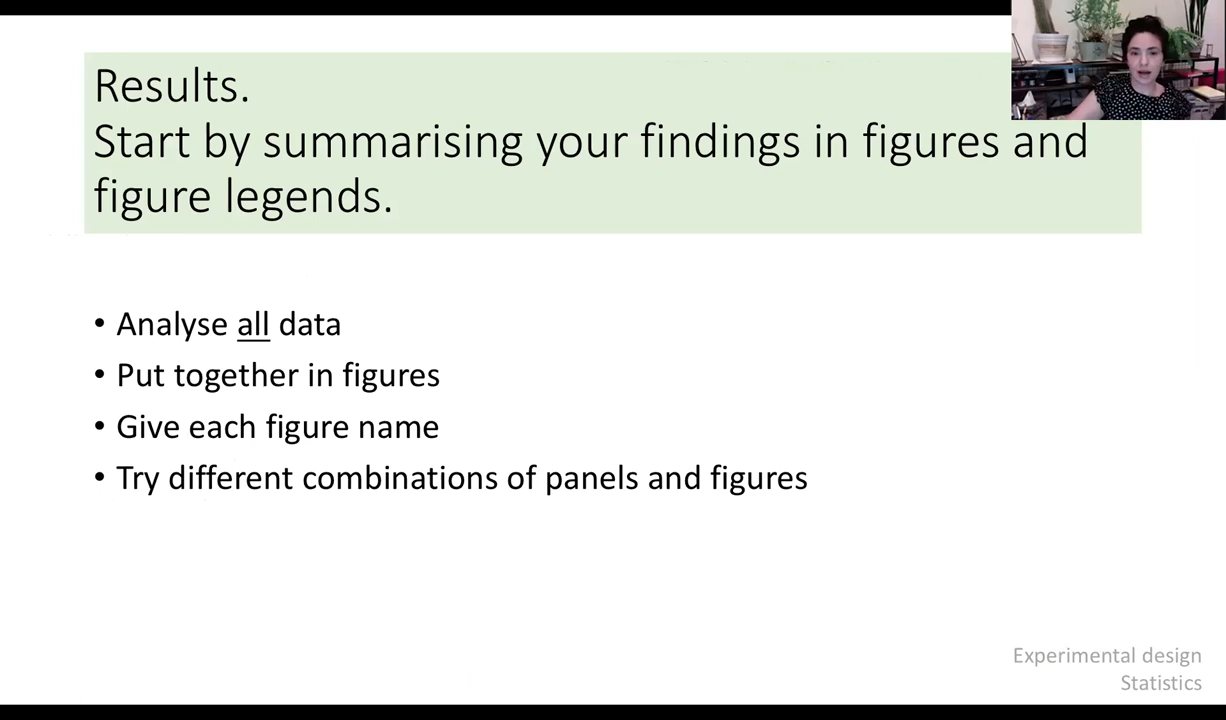 Results.
Start by summarising your findings in figures and
figure legends.
• Analyse all data
• Put together in figures
• Give each figure name
• Try different combinations of panels and figures
Experimental design
Statistics